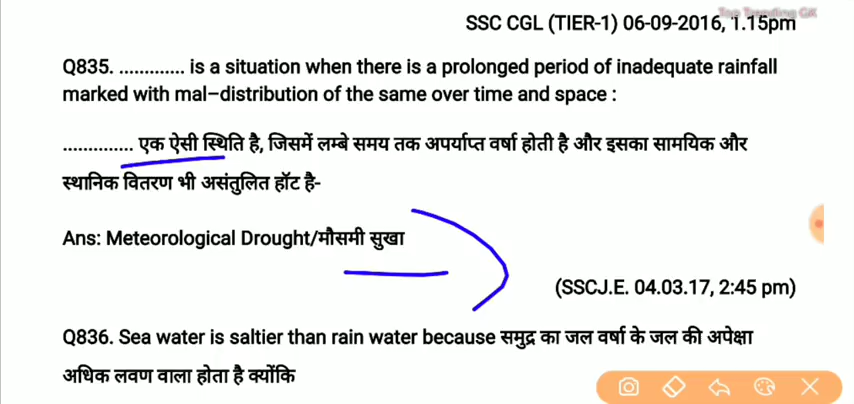 Top Trending GK
SSC CGL (TIER-1) 06-09-2016, 1.15pm
Q835. ............. is a situation when there is a prolonged period of inadequate rainfall
marked with mal–distribution of the same over time and space :
.............. एक ऐसी स्थिति है, जिसमें लम्बे समय तक अपर्याप्त वर्षा होती है और इसका सामयिक और
स्थानिक वितरण भी असंतुलित हॉट है-
Ans: Meteorological Drought/मौसमी सुखा
(SSCJ.E. 04.03.17, 2:45 pm)
Q836. Sea water is saltier than rain water because समुद्र का जल वर्षा के जल की अपेक्षा
अधिक लवण वाला होता है क्योंकि